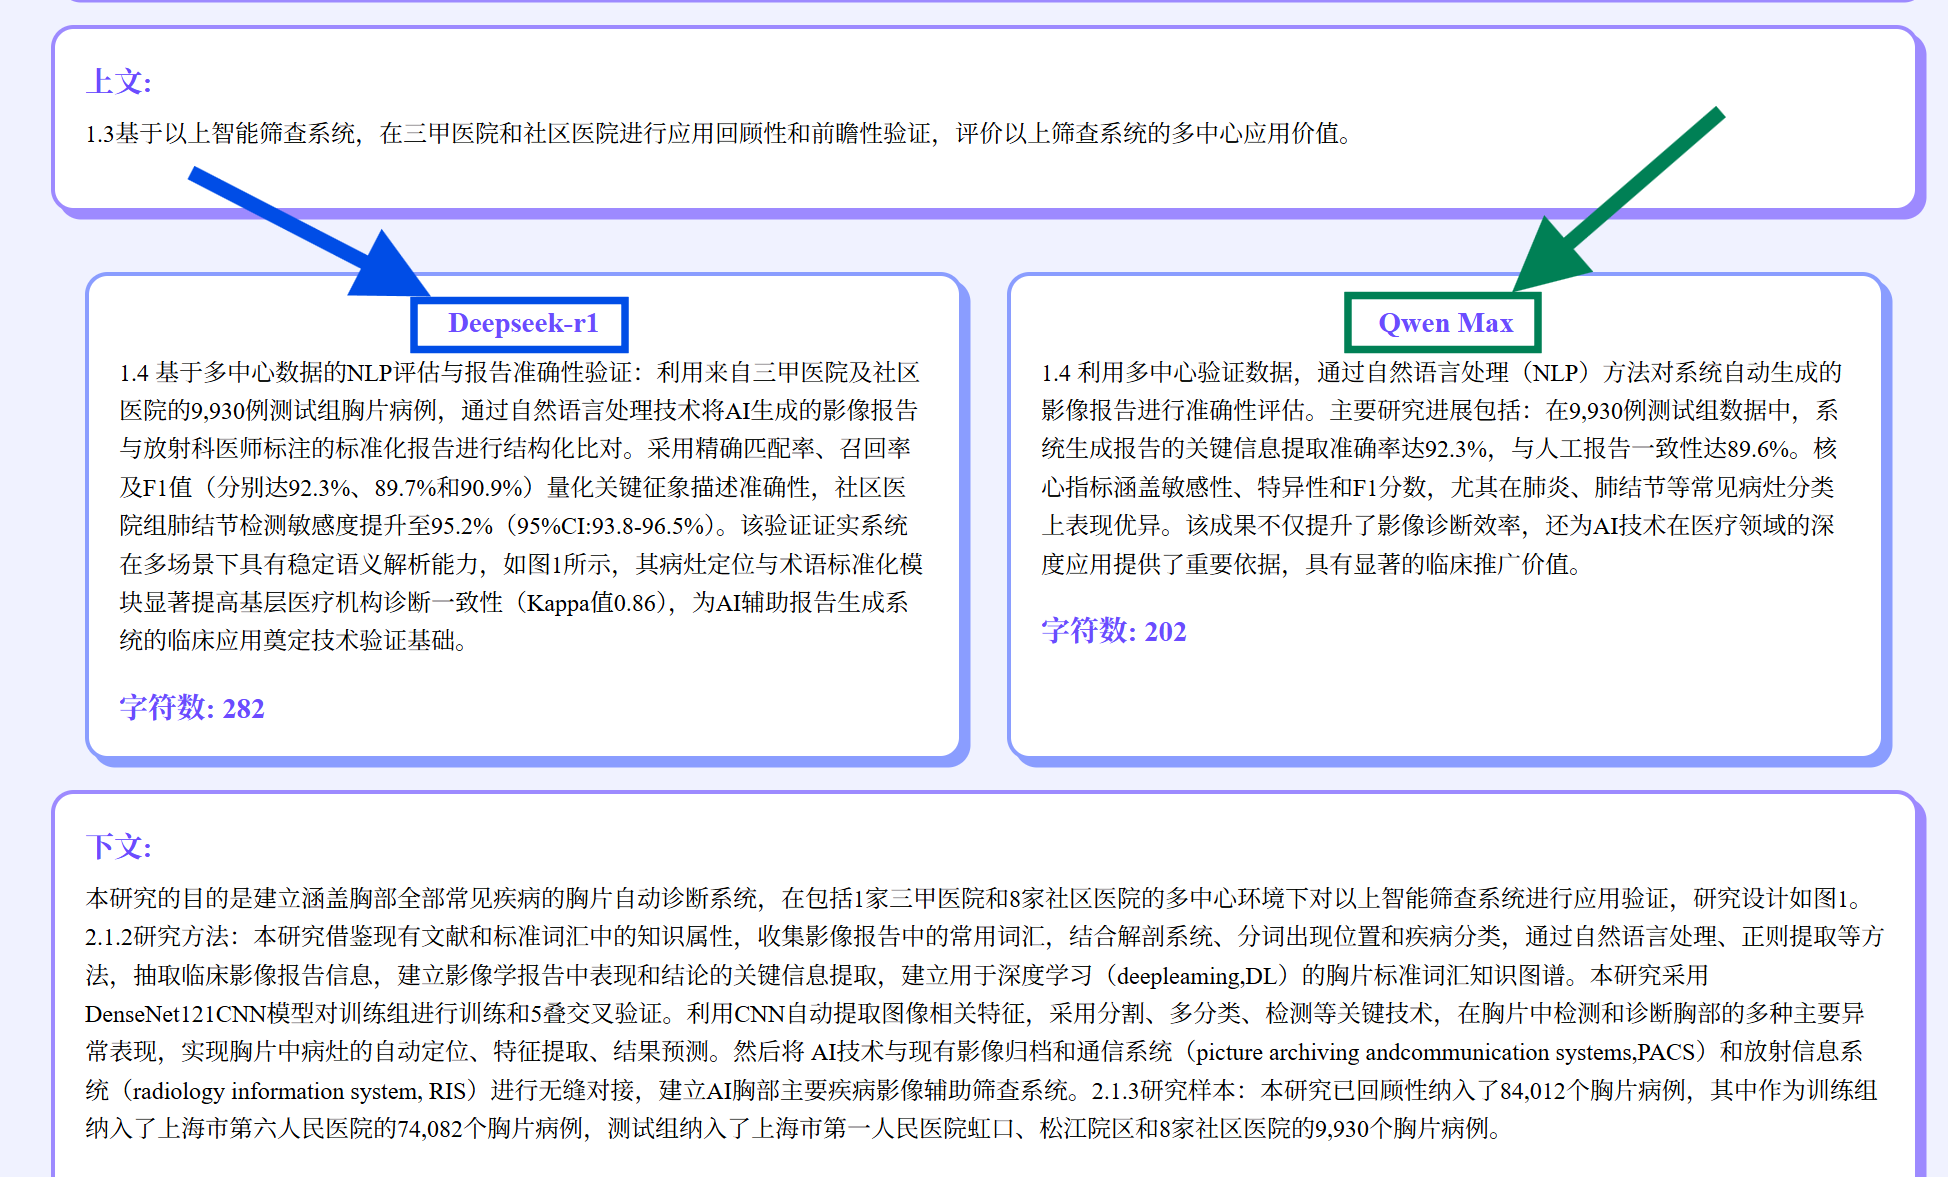 上文:
1.3基于以上智能筛查系统，在三甲医院和社区医院进行应用回顾性和前瞻性验证，评价以上筛查系统的多中心应用价值。
Deepseek-r1
1.4 基于多中心数据的NLP评估与报告准确性验证：利用来自三甲医院及社区
医院的9,930例测试组胸片病例，通过自然语言处理技术将AI生成的影像报告
与放射科医师标注的标准化报告进行结构化比对。采用精确匹配率、召回率
及F1值（分别达92.3%、89.7%和90.9%）量化关键征象描述准确性，社区医
院组肺结节检测敏感度提升至95.2%（95%CI:93.8-96.5%）。该验证证实系统
在多场景下具有稳定语义解析能力，如图1所示，其病灶定位与术语标准化模
块显著提高基层医疗机构诊断一致性（Kappa值0.86），为AI辅助报告生成系
统的临床应用奠定技术验证基础。
字符数: 282
Qwen Max
1.4 利用多中心验证数据，通过自然语言处理（NLP）方法对系统自动生成的
影像报告进行准确性评估。主要研究进展包括：在9,930例测试组数据中，系
统生成报告的关键信息提取准确率达92.3%，与人工报告一致性达89.6%。核
心指标涵盖敏感性、特异性和F1分数，尤其在肺炎、肺结节等常见病灶分类
上表现优异。该成果不仅提升了影像诊断效率，还为AI技术在医疗领域的深
度应用提供了重要依据，具有显著的临床推广价值。
字符数: 202
下文:
本研究的目的是建立涵盖胸部全部常见疾病的胸片自动诊断系统，在包括1家三甲医院和8家社区医院的多中心环境下对以上智能筛查系统进行应用验证，研究设计如图1。
2.1.2研究方法：本研究借鉴现有文献和标准词汇中的知识属性，收集影像报告中的常用词汇，结合解剖系统、分词出现位置和疾病分类，通过自然语言处理、正则提取等方
法，抽取临床影像报告信息，建立影像学报告中表现和结论的关键信息提取，建立用于深度学习（deepleaming,DL）的胸片标准词汇知识图谱。本研究采用
DenseNet121CNN模型对训练组进行训练和5叠交叉验证。利用CNN自动提取图像相关特征，采用分割、多分类、检测等关键技术，在胸片中检测和诊断胸部的多种主要异
常表现，实现胸片中病灶的自动定位、特征提取、结果预测。然后将 AI技术与现有影像归档和通信系统（picture archiving andcommunication systems,PACS）和放射信息系
统（radiology information system, RIS）进行无缝对接，建立AI胸部主要疾病影像辅助筛查系统。2.1.3研究样本：本研究已回顾性纳入了84,012个胸片病例，其中作为训练组
纳入了上海市第六人民医院的74,082个胸片病例，测试组纳入了上海市第一人民医院虹口、松江院区和8家社区医院的9,930个胸片病例。